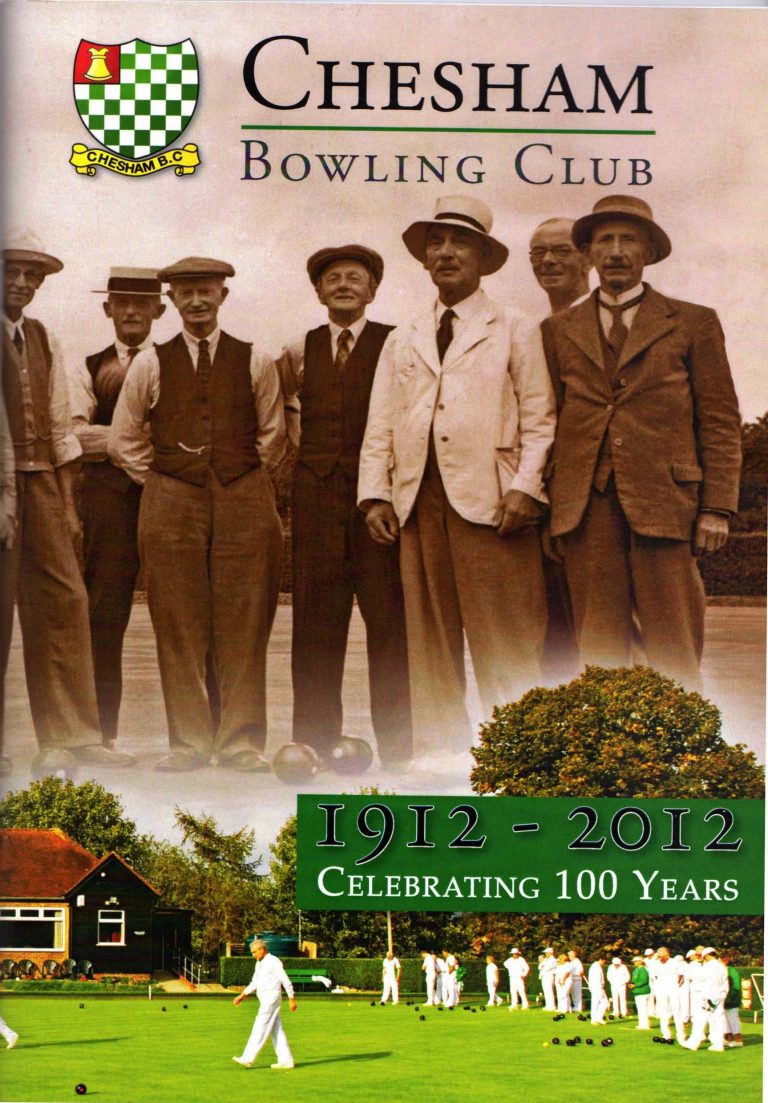 CHESHAM B.C
CHESHAM
BOWLING CLUB
1912 - 2012
CELEBRATING 100 YEARS